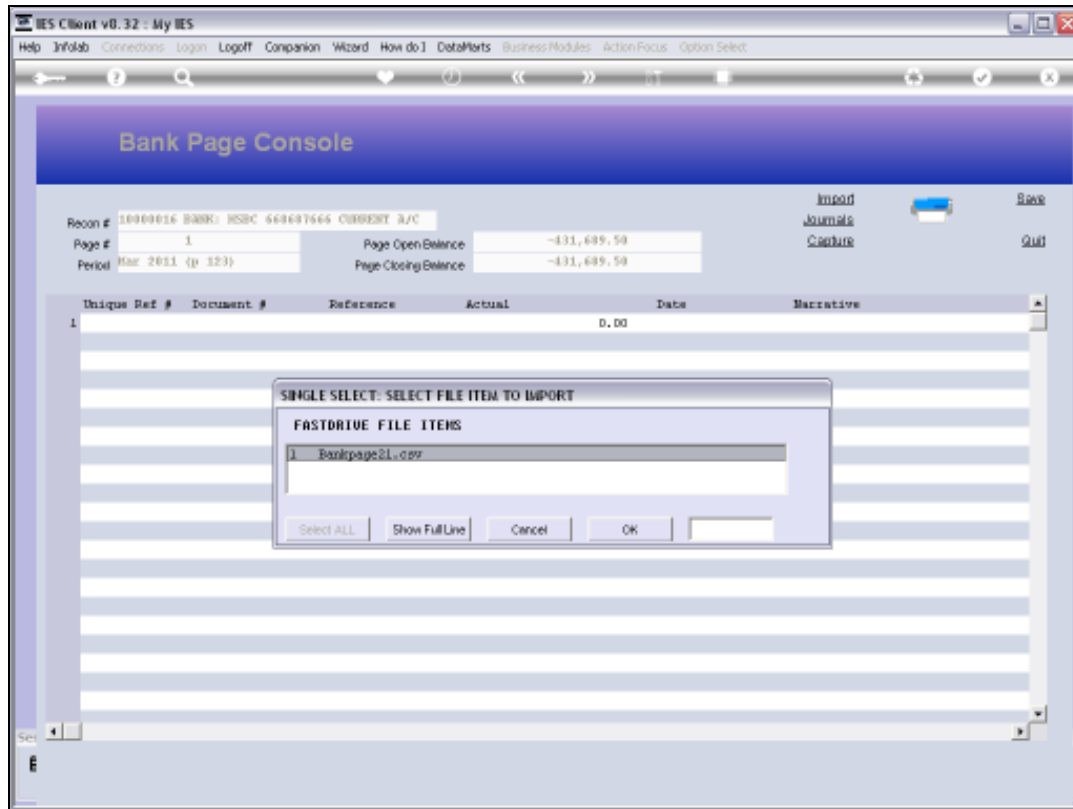 IES Client v8.32 : My IES
Help Infolab Connections Logon Logoff Companion Wizard How do I DataMarts Business Modules Action Focus Option Select
Bank Page Console
Import Save
Recon # 10000016 BANK: HSBC 668687666 CURRENT A/C Journals
Page # 1 Page Open Balance -431,689.50 Capture Quit
Period Mar 2011 (p 123) Page Closing Balance -431,689.50
Unique Ref # Document # Reference Actual Date Narrative
1 0.00
SINGLE SELECT: SELECT FILE ITEM TO IMPORT
FASTDRIVE FILE ITEMS
1 Bankpage21.csv
Select ALL Show Full Line Cancel OK